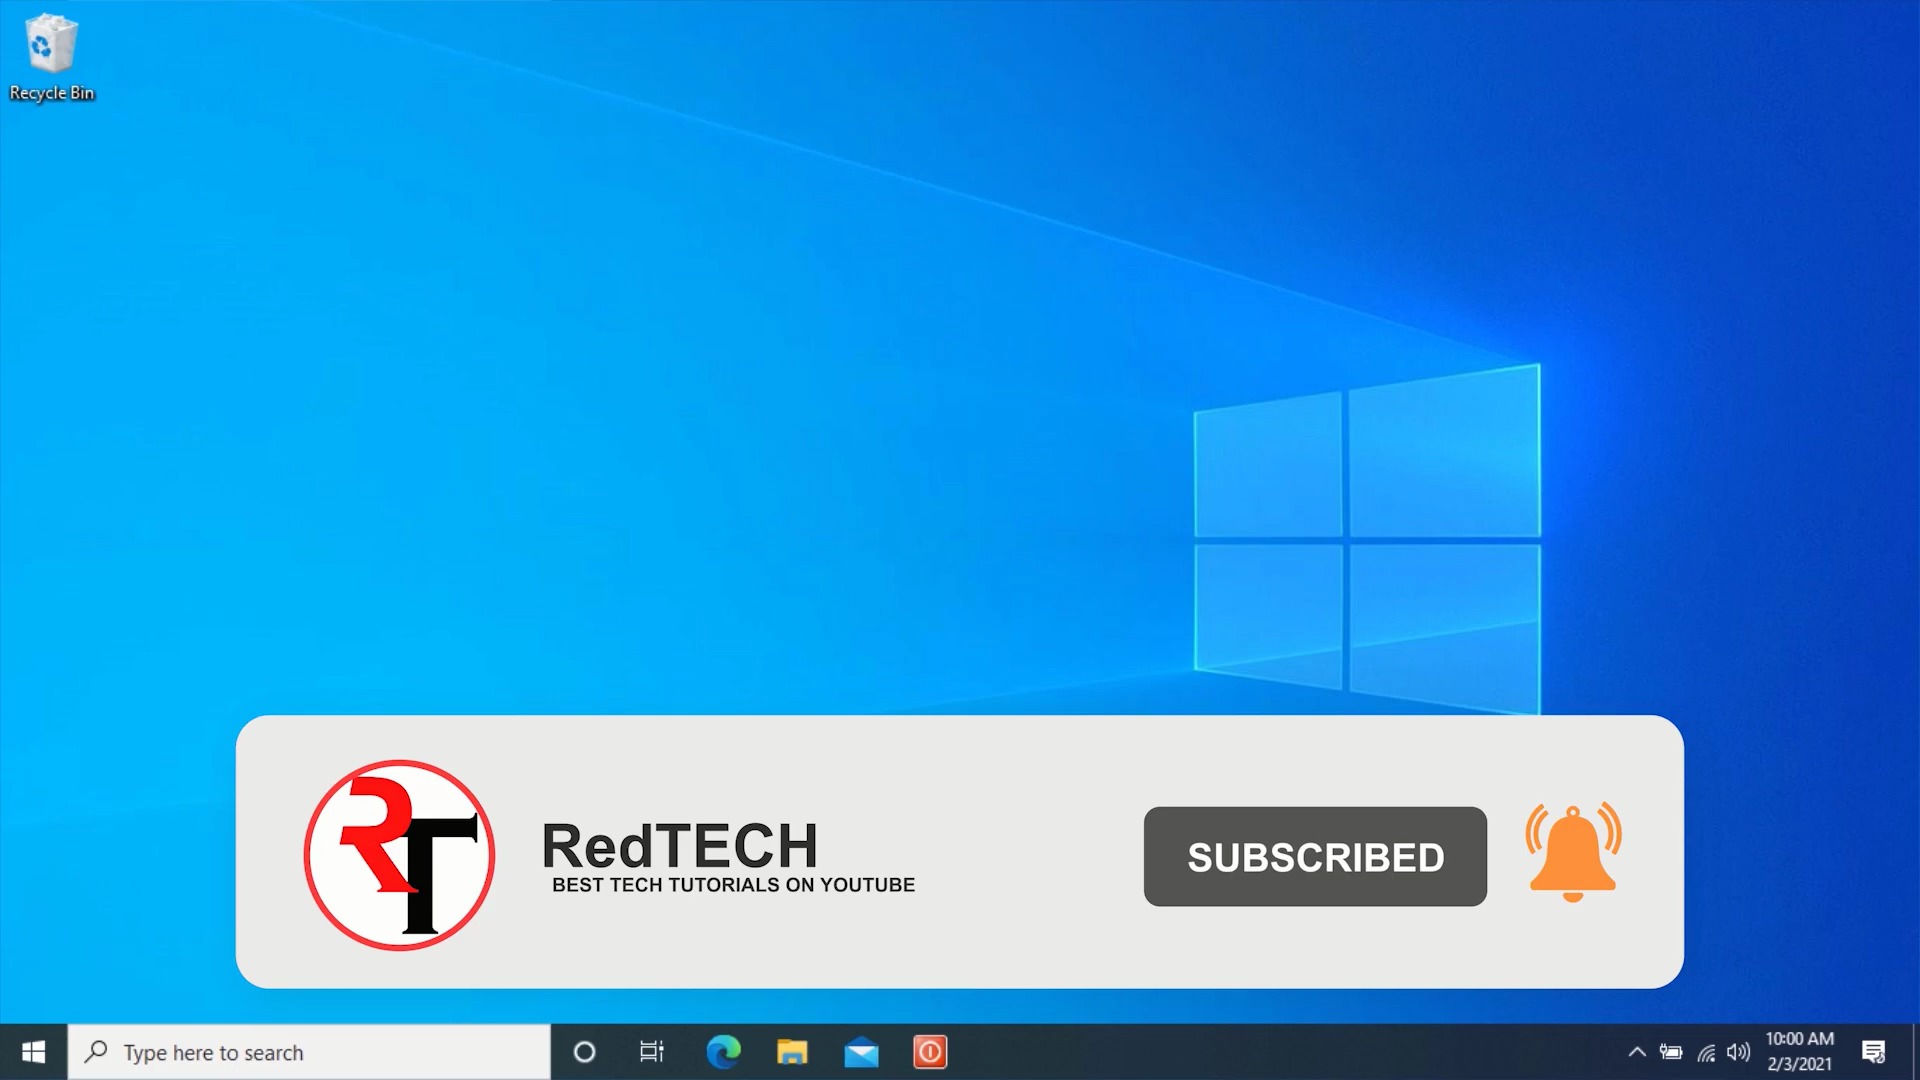 Recycle Bin
RT
RedTECH
BEST TECH TUTORIALS ON YOUTUBE
SUBSCRIBED
Type here to search
10:00 AM
2/3/2021